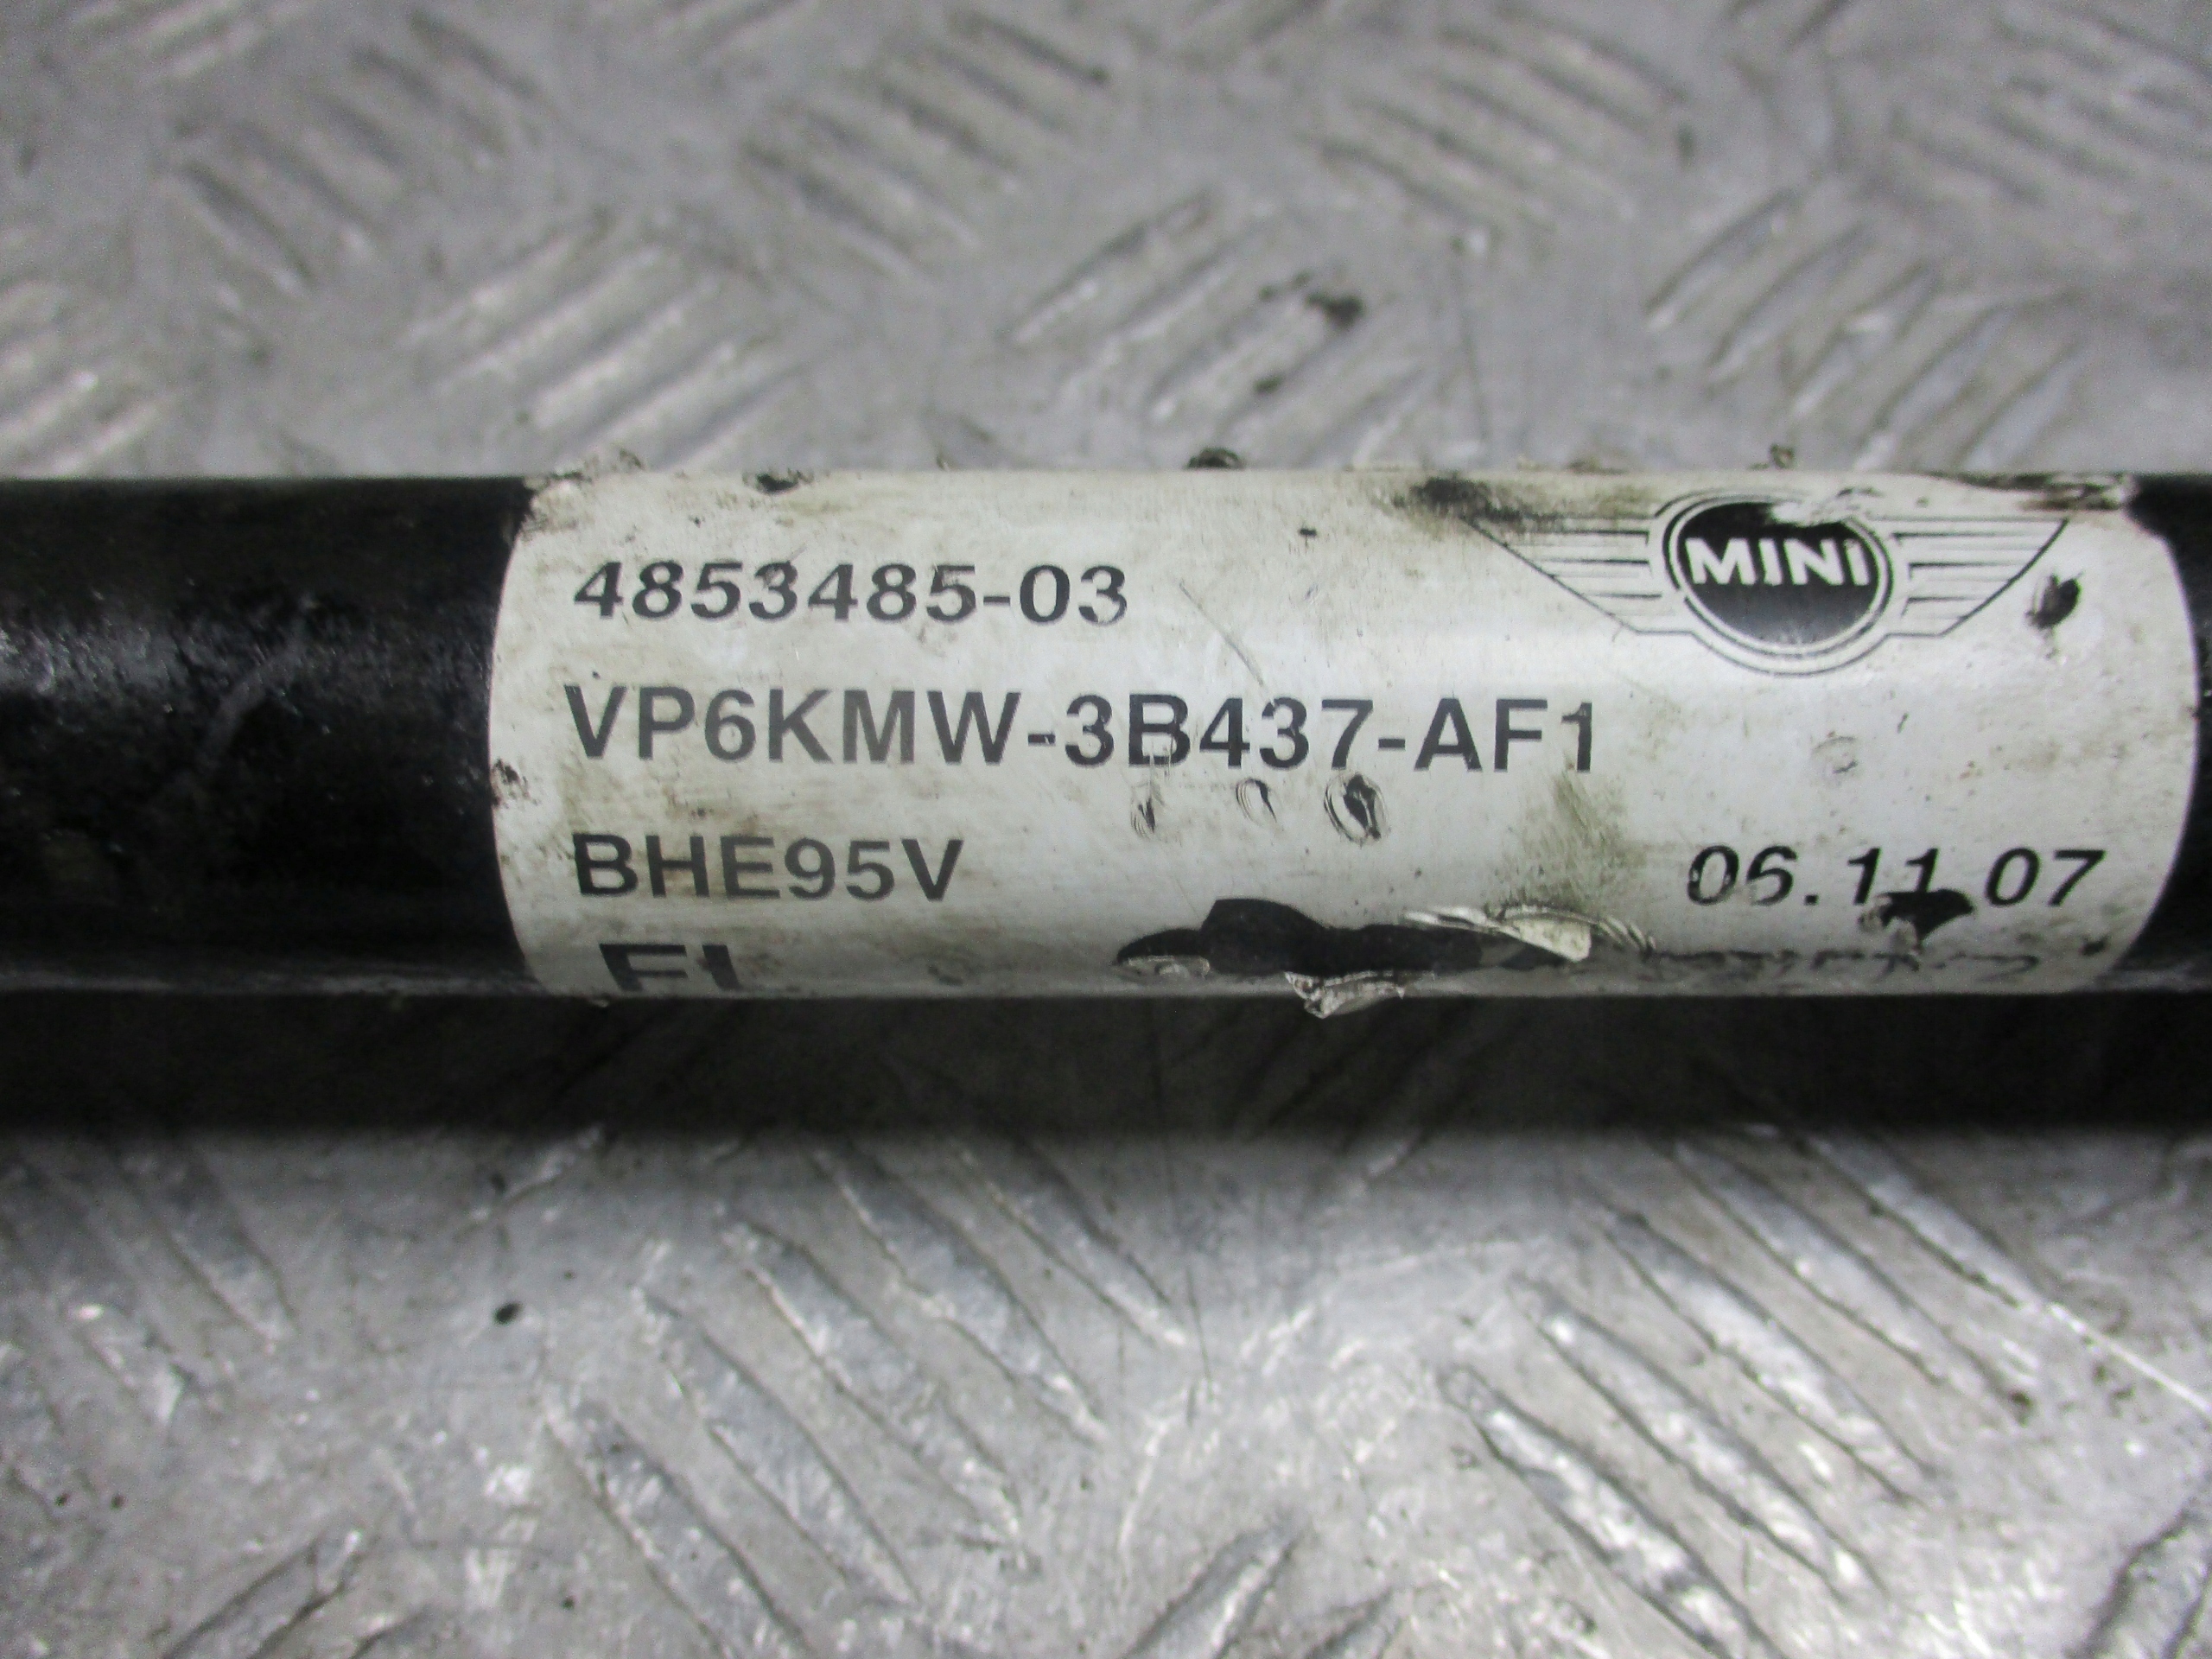 4853485-03
MINI
VP6KMW-3B437-AF1
BHE95V
06.11.07